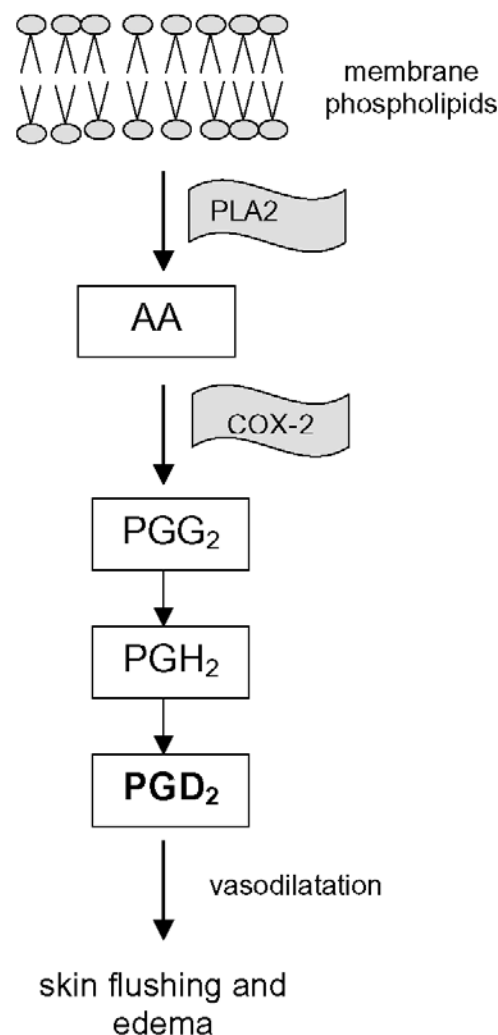 membrane
phospholipids
PLA2
AA
COX-2
PGG₂
PGH₂
PGD₂
vasodilatation
skin flushing and
edema